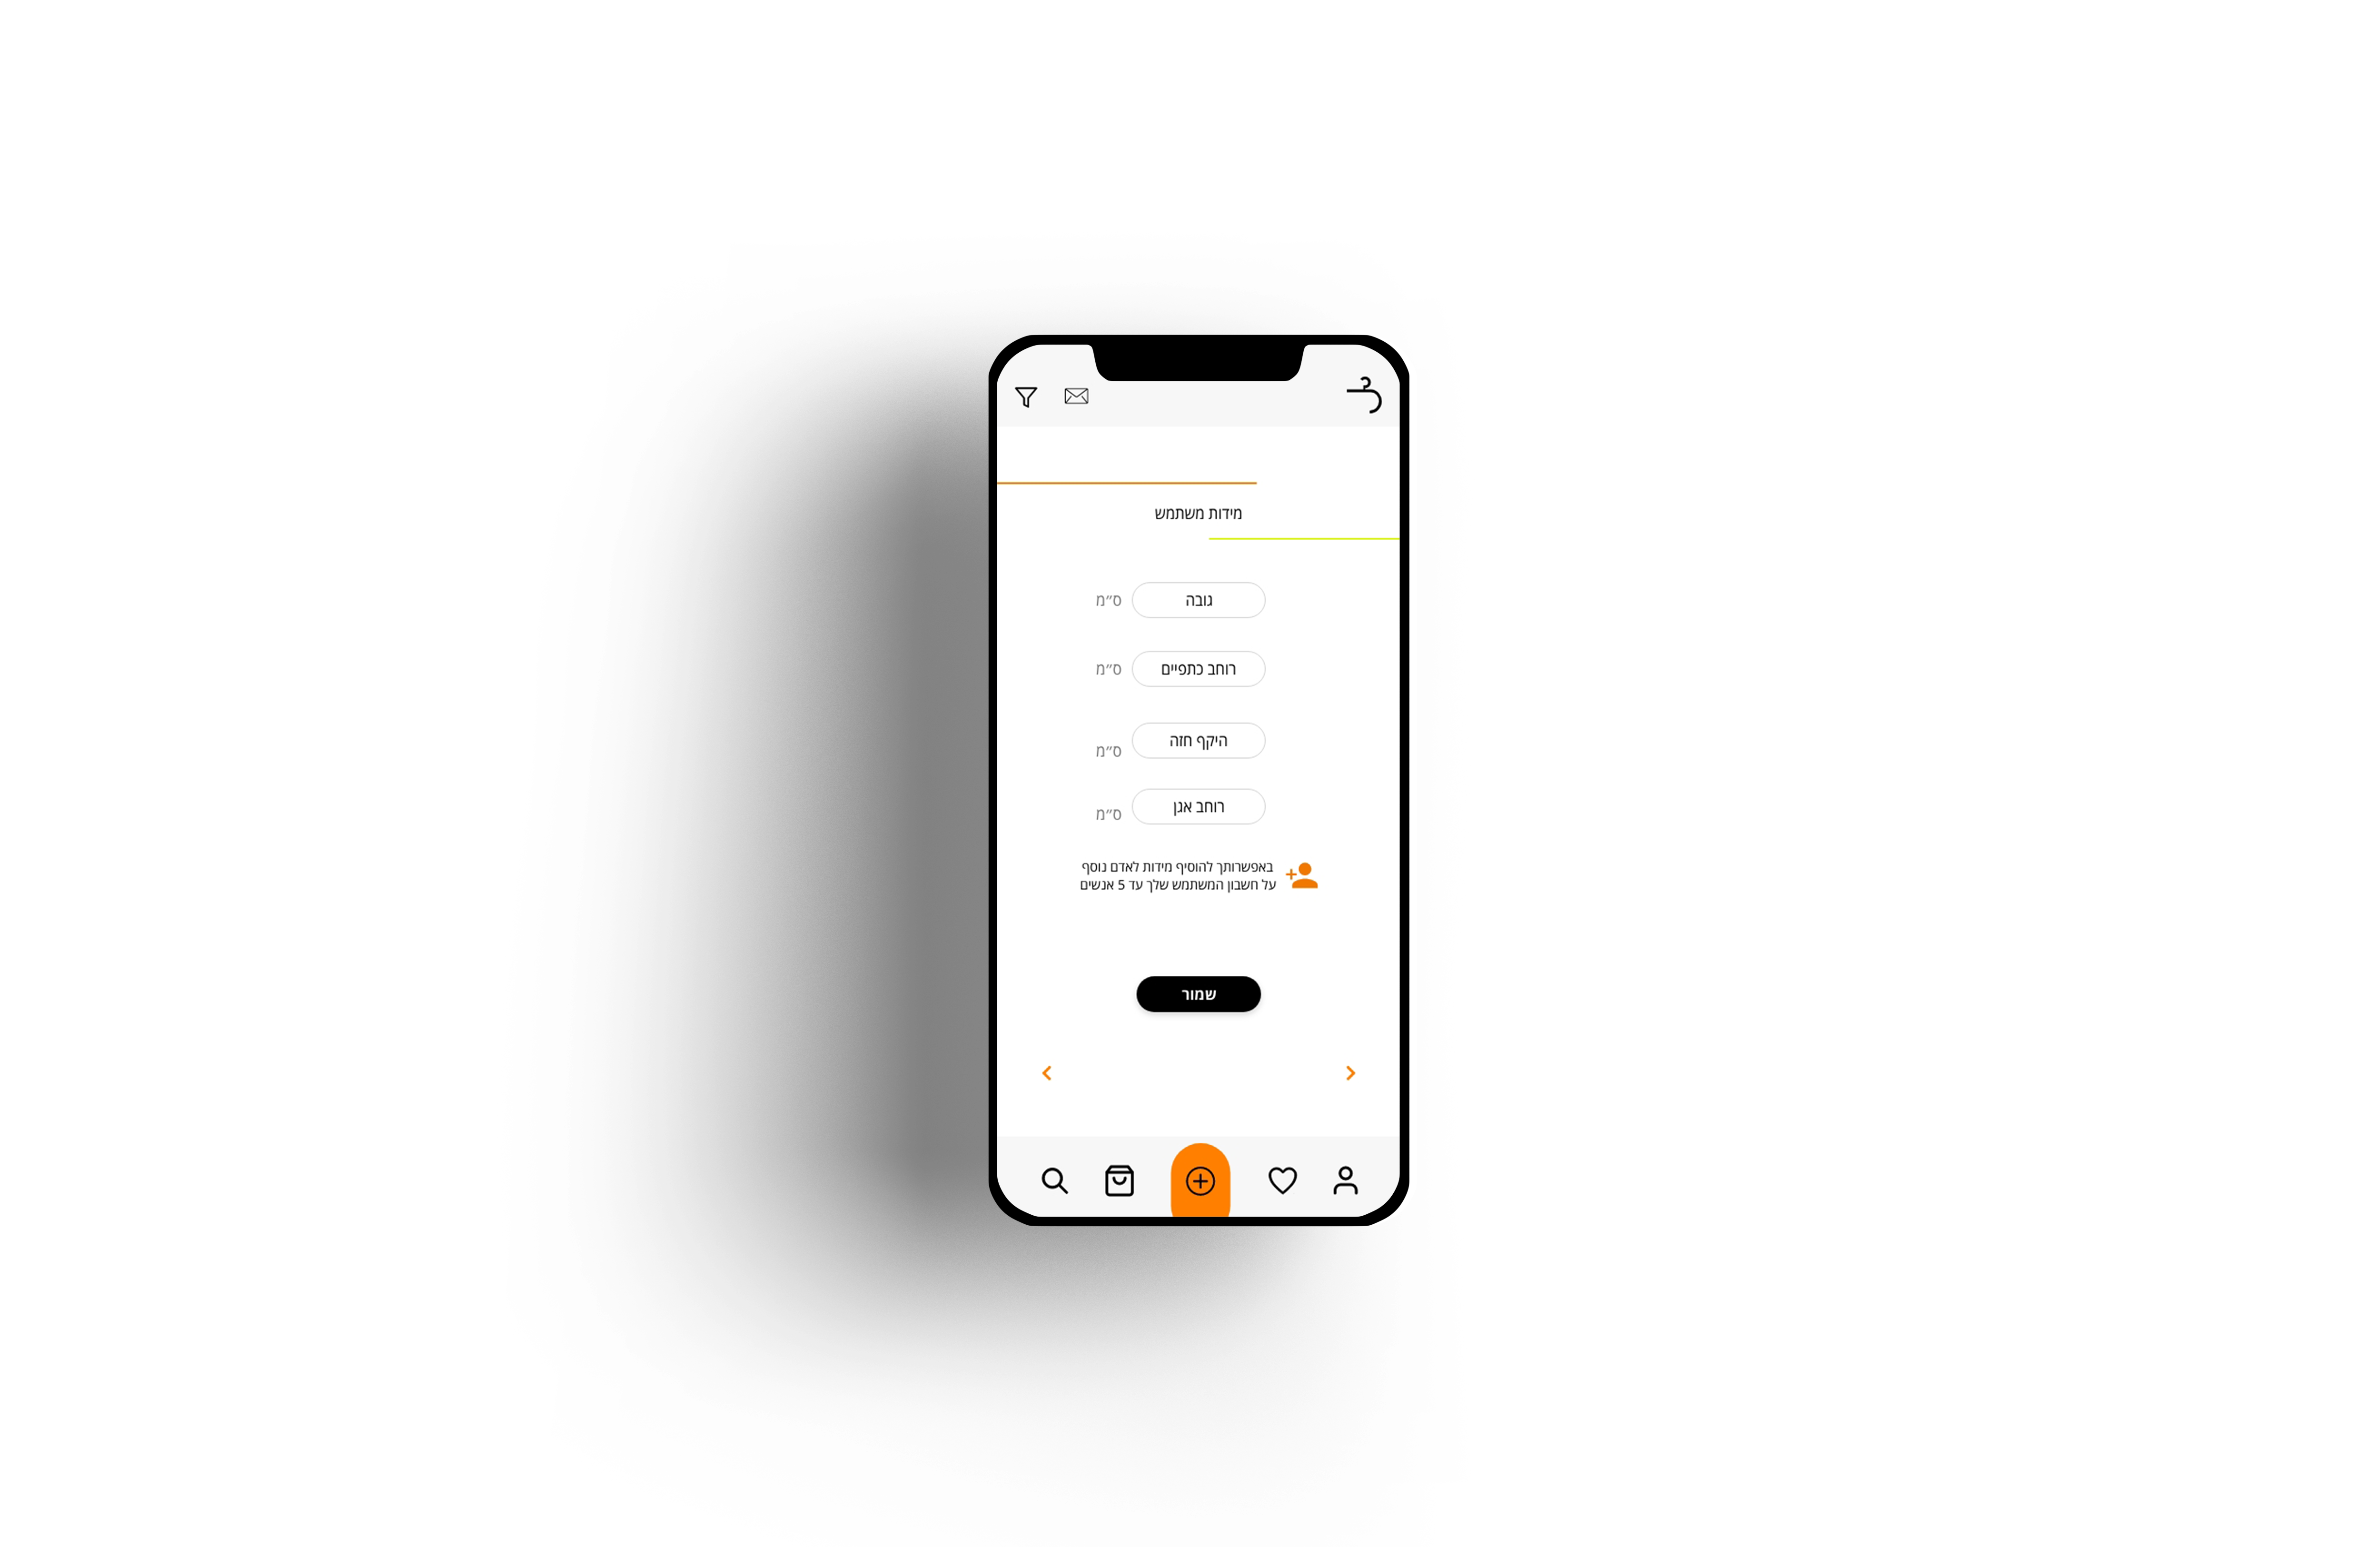 מידות משתמש
גובה ס״מ
רוחב כתפיים ס״מ
היקף חזה ס״מ
רוחב אגן ס״מ
באפשרותך להוסיף מידות לאדם נוסף
על חשבון המשתמש שלך עד 5 אנשים
שמור